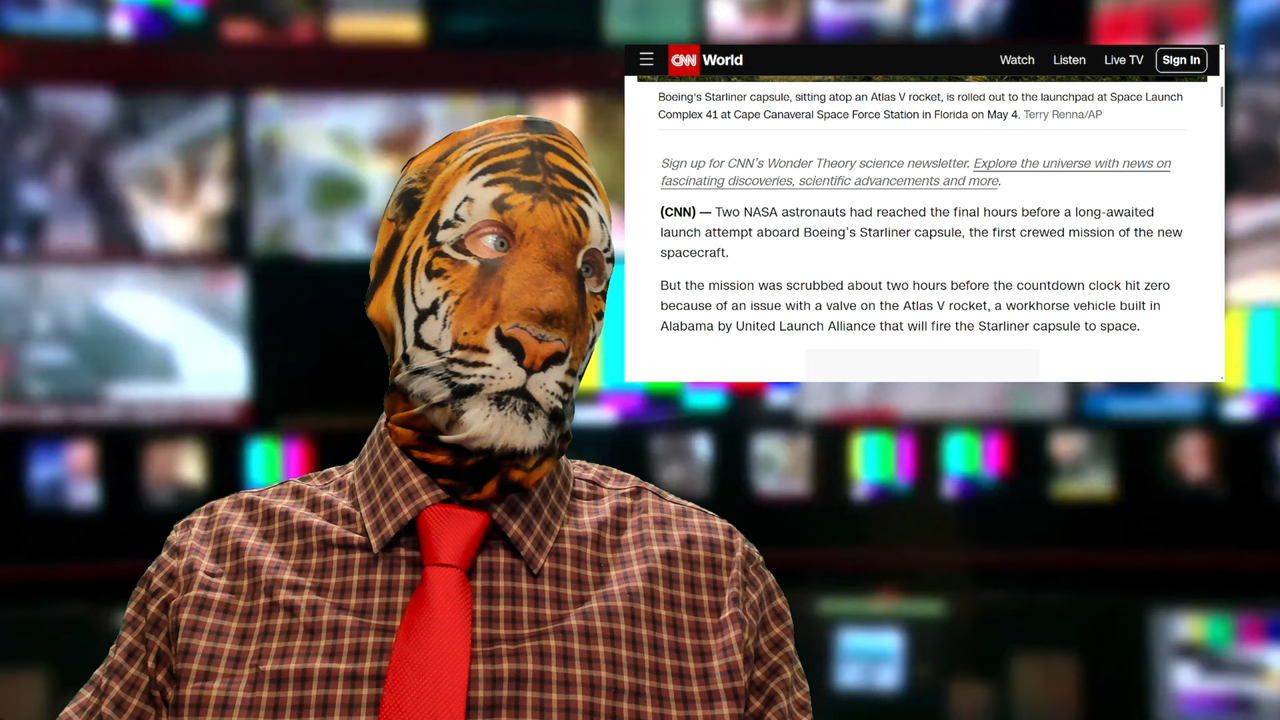 CNN World Watch Listen Live TV Sign In
Boeing's Starliner capsule, sitting atop an Atlas V rocket, is rolled out to the launchpad at Space Launch
Complex 41 at Cape Canaveral Space Force Station in Florida on May 4. Terry Renna/AP
Sign up for CNN's Wonder Theory science newsletter. Explore the universe with news on
fascinating discoveries, scientific advancements and more.
(CNN) — Two NASA astronauts had reached the final hours before a long-awaited
launch attempt aboard Boeing's Starliner capsule, the first crewed mission of the new
spacecraft.
But the mission was scrubbed about two hours before the countdown clock hit zero
because of an issue with a valve on the Atlas V rocket, a workhorse vehicle built in
Alabama by United Launch Alliance that will fire the Starliner capsule to space.